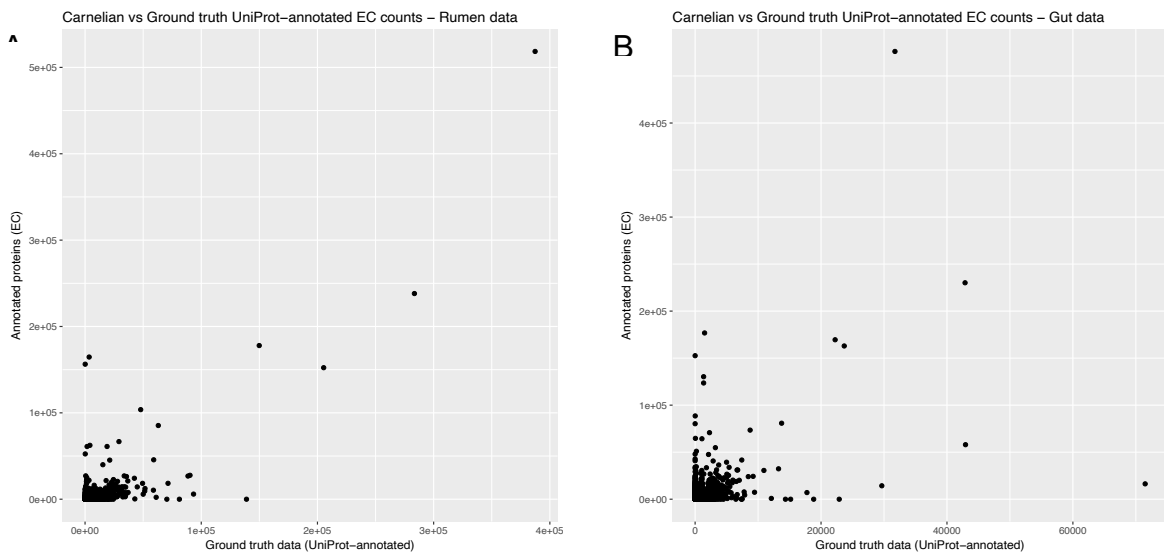 Carnelian vs Ground truth UniProt−annotated EC counts − Rumen data
A
5e+05
4e+05
3e+05
2e+05
1e+05
0e+00
Annotated proteins (EC)
0e+00 1e+05 2e+05 3e+05 4e+05
Ground truth data (UniProt−annotated)
Carnelian vs Ground truth UniProt−annotated EC counts − Gut data
B
4e+05
3e+05
2e+05
1e+05
0e+00
Annotated proteins (EC)
0 20000 40000 60000
Ground truth data (UniProt−annotated)